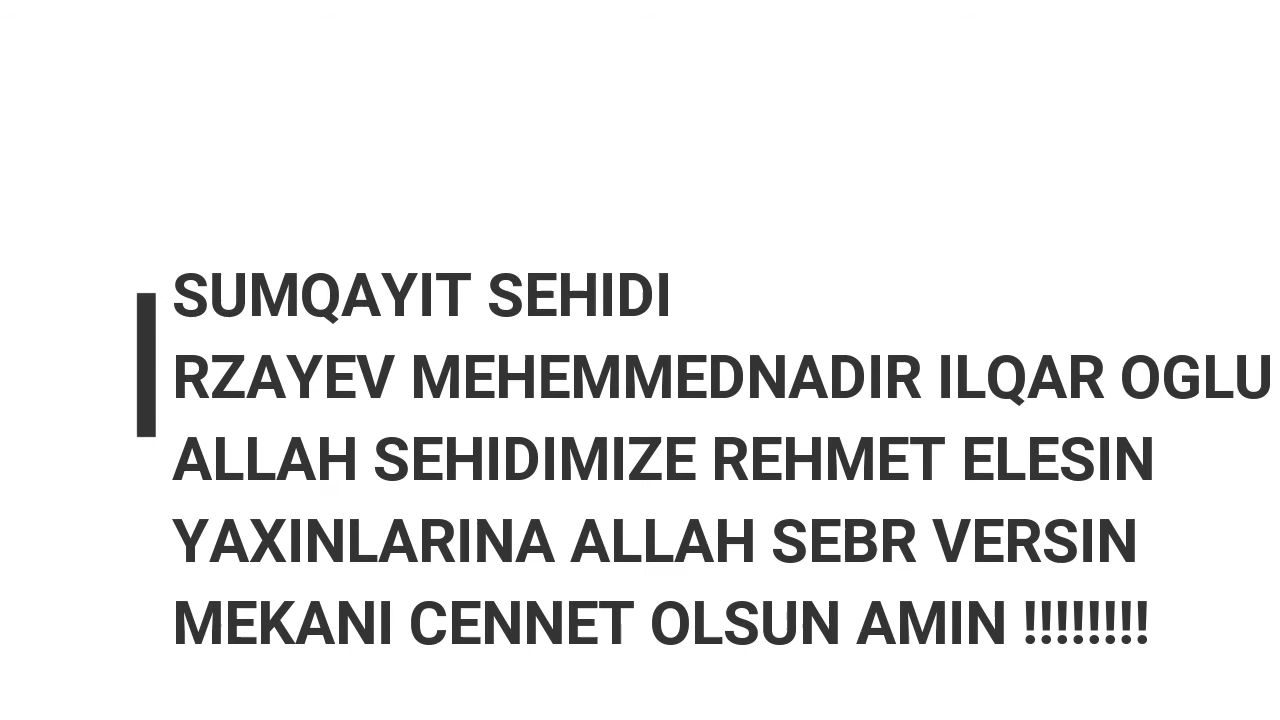 SUMQAYIT SEHIDI
RZAYEV MEHEMMEDNADIR ILQAR OGLU
ALLAH SEHIDIMIZE REHMET ELESIN
YAXINLARINA ALLAH SEBR VERSIN
MEKANI CENNET OLSUN AMIN !!!!!!!!